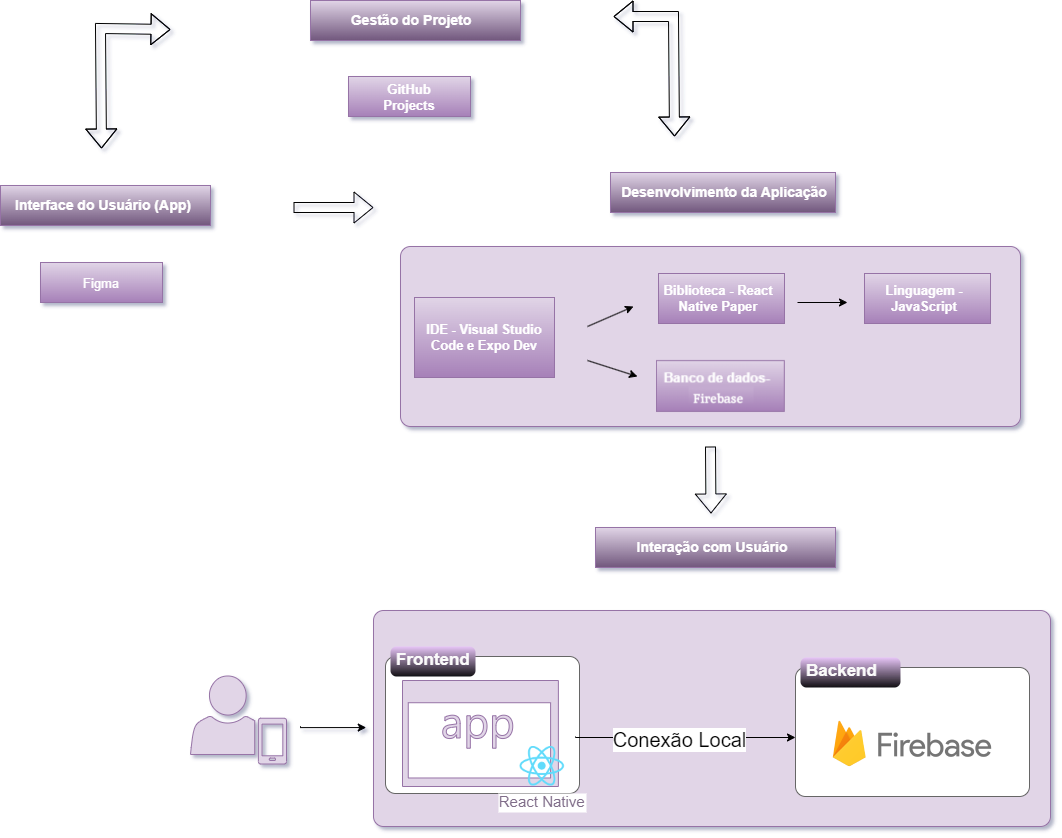 Gestão do Projeto
GitHub
Projects
Interface do Usuário (App)
Figma
Desenvolvimento da Aplicação
IDE - Visual Studio
Code e Expo Dev
Biblioteca - React
Native Paper
Linguagem -
JavaScript
Banco de dados-
Firebase
Interação com Usuário
Frontend
app
React Native
Conexão Local
Backend
Firebase